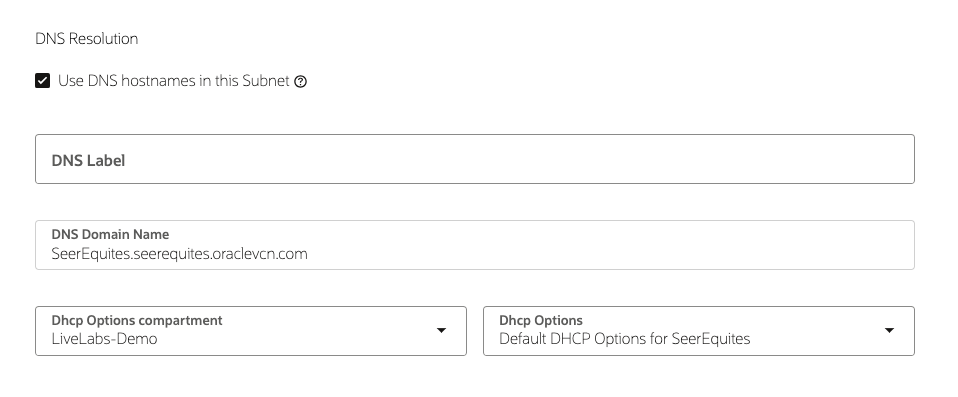 DNS Resolution
Use DNS hostnames in this Subnet
DNS Label
DNS Domain Name
SeerEquites.seerequites.oraclevcn.com
Dhcp Options compartment
LiveLabs-Demo
Dhcp Options
Default DHCP Options for SeerEquites